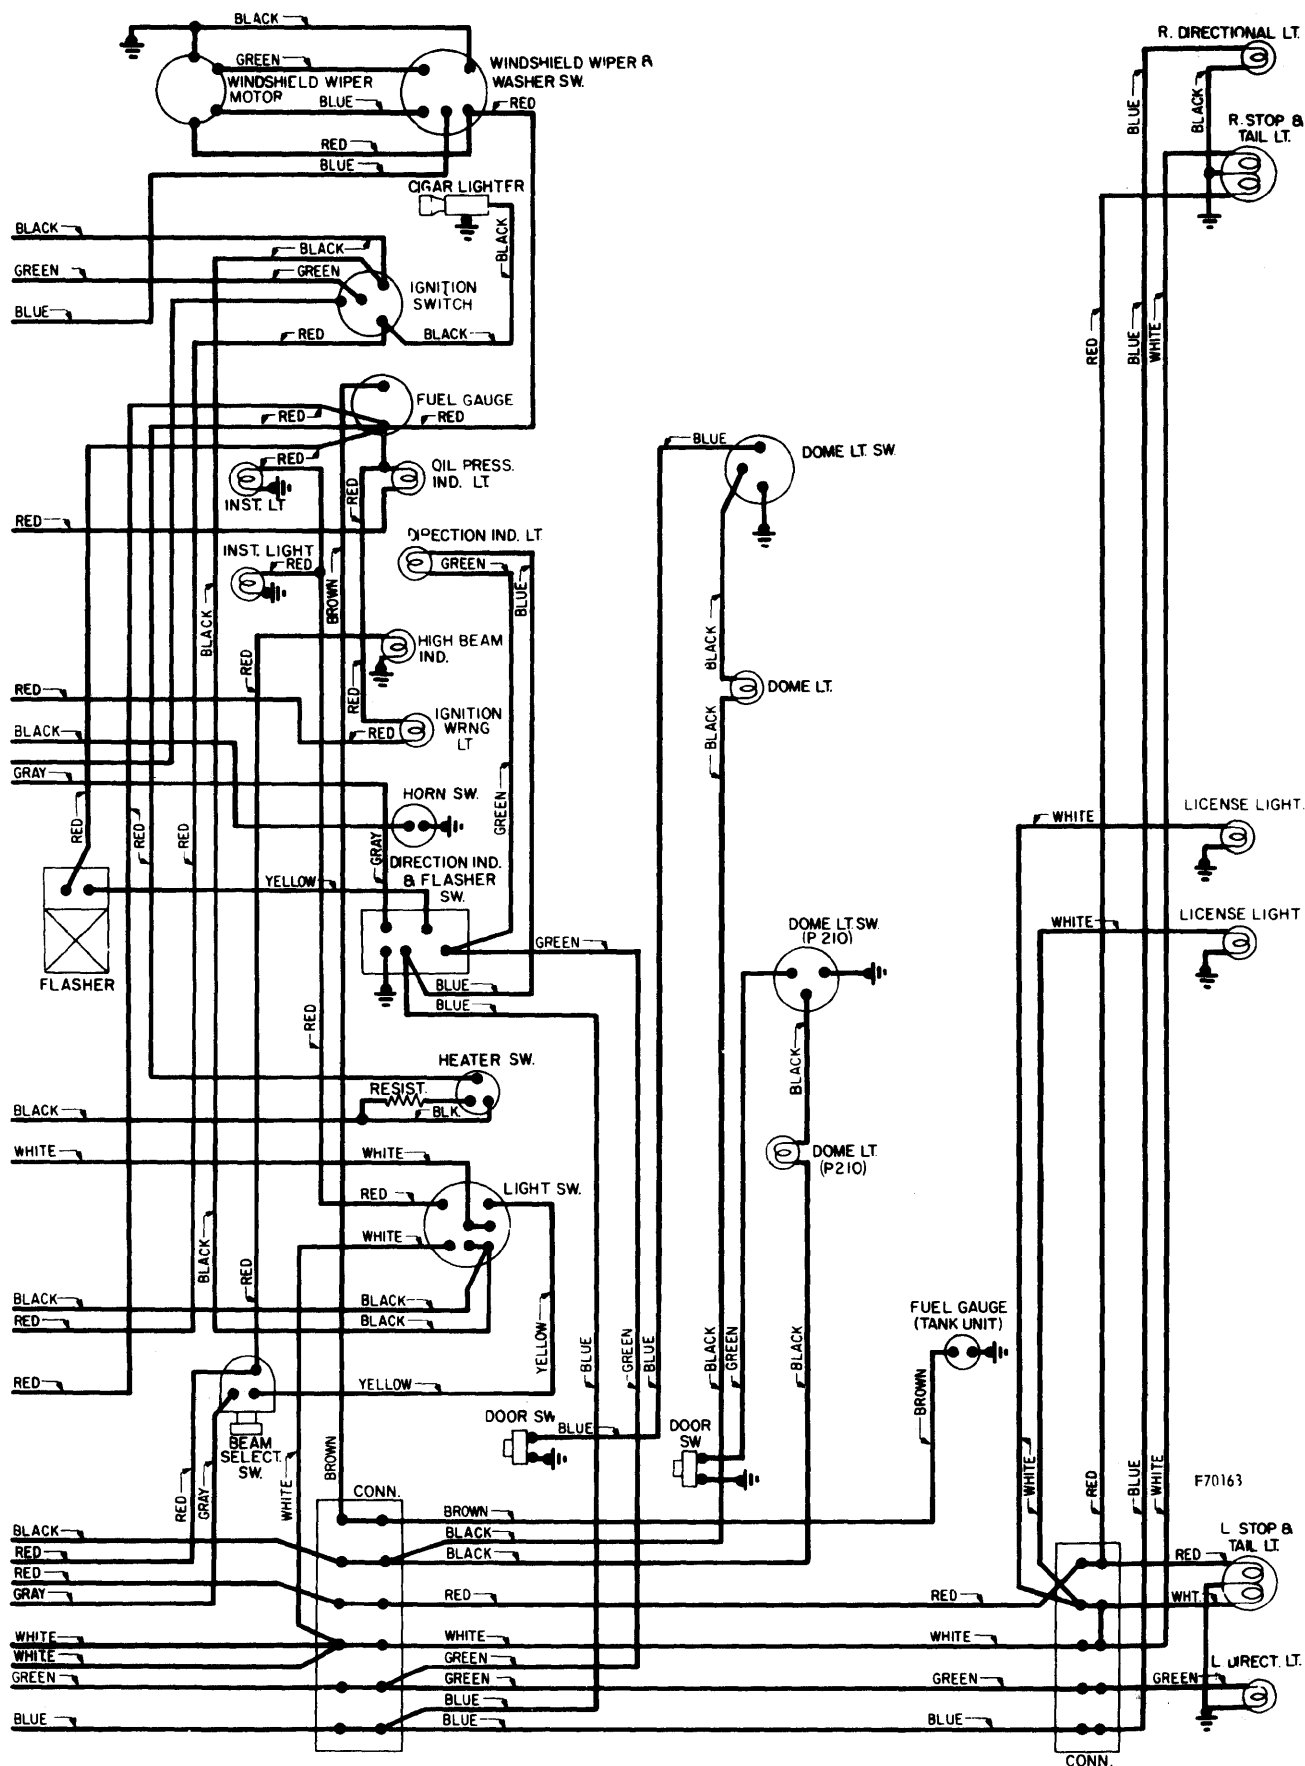 BLACK
R. DIRECTIONAL LT.
GREEN
WINDSHIELD WIPER &
WASHER SW.
WINDSHIELD WIPER
MOTOR
BLUE
RED
BLUE
BLACK
R. STOP &
TAIL LT.
RED
BLUE
CIGAR LIGHTER
BLACK
BLACK
BLACK
GREEN
GREEN
IGNITION
SWITCH
BLUE
RED
BLACK
RED
BLUE
WHITE
FUEL GAUGE
RED
RED
BLUE
DOME LT. SW.
RED
OIL PRESS.
IND. LT.
INST. LT
RED
RED
DIRECTION IND. LT.
INST. LIGHT
RED
GREEN
BROWN
BLUE
BLACK
BLACK
HIGH BEAM
IND.
RED
RED
RED
DOME LT.
IGNITION
WRNG
LT
RED
BLACK
BLACK
GRAY
HORN SW.
GREEN
LICENSE LIGHT.
WHITE
RED
RED
RED
GRAY
DIRECTION IND.
& FLASHER
SW.
YELLOW
FLASHER
GREEN
DOME LT. SW.
(P 210)
WHITE
LICENSE LIGHT
BLUE
BLUE
RED
BLACK
HEATER SW.
RESIST.
BLK.
BLACK
WHITE
WHITE
DOME LT.
(P210)
RED
LIGHT SW.
WHITE
BLACK
RED
BLACK
BLACK
RED
BLACK
YELLOW
BLUE
GREEN
BLUE
BLACK
GREEN
BLACK
FUEL GAUGE
(TANK UNIT)
BROWN
RED
YELLOW
DOOR SW
BLUE
DOOR
SW
BEAM
SELECT.
SW.
RED
GRAY
WHITE
BROWN
CONN.
WHITE
RED
BLUE
WHITE
F70163
BROWN
BLACK
BLACK
L STOP &
TAIL LT.
RED
BLACK
RED
RED
RED
RED
WHT.
GRAY
WHITE
WHITE
WHITE
WHITE
GREEN
L DIRECT. LT.
GREEN
GREEN
GREEN
GREEN
BLUE
BLUE
BLUE
BLUE
CONN.